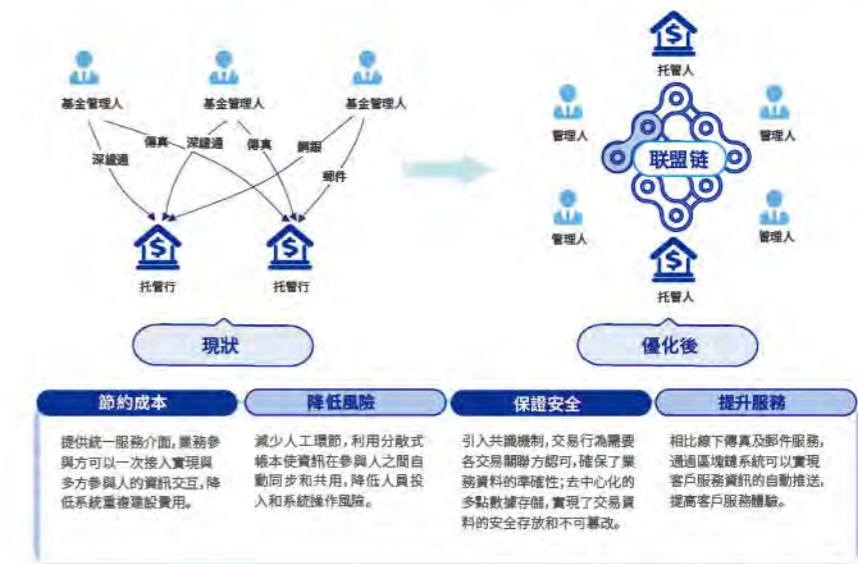 托管人
基金管理人
基金管理人
基金管理人
管理人
管理人
深證通
傳真
深證通
傳真
網銀
郵件
联盟链
托管行
托管行
管理人
管理人
托管人
現狀
優化後
節約成本
提供統一服務介面,業務參
與方可以一次接入實現與
多方參與人的資訊交互,降
低系統重複建設費用。
降低風險
減少人工環節,利用分散式
帳本使資訊在參與人之間自
動同步和共用,降低人員投
入和系統操作風險。
保證安全
引入共識機制,交易行為需要
各交易關聯方認可,確保了業
務資料的準確性;去中心化的
多點數據存儲,實現了交易資
料的安全存放和不可篡改。
提升服務
相比線下傳真及郵件服務,
通過區塊鏈系統可以實現
客戶服務資訊的自動推送,
提高客戶服務體驗。